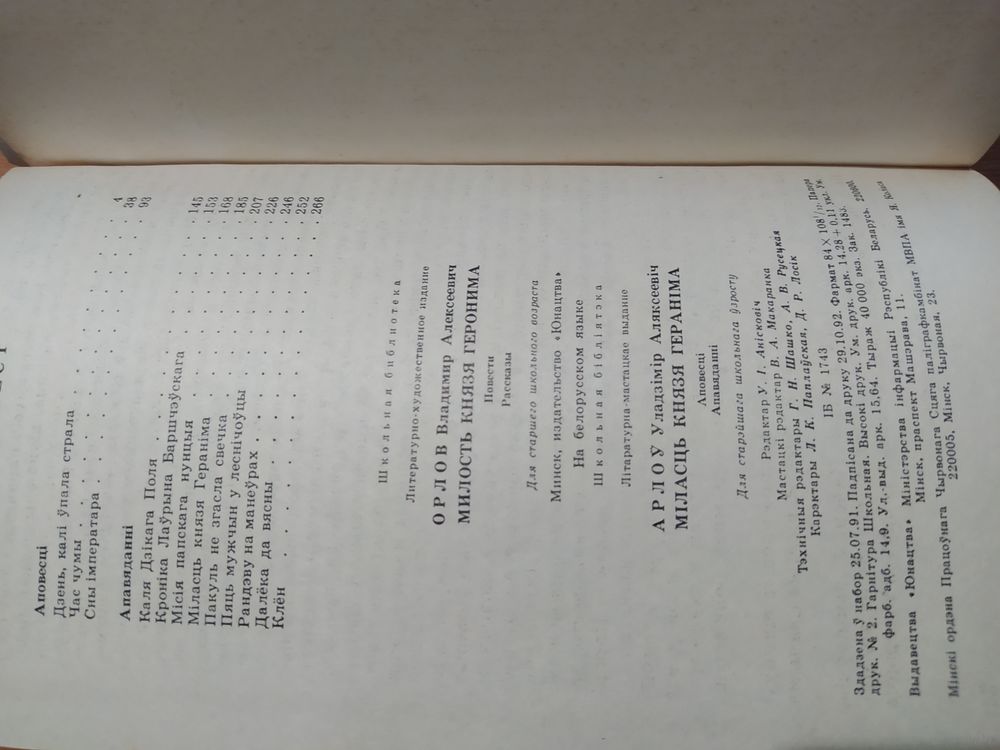 Аповесці
Дзень, калі ўпала страла . . . . . 4
Час чумы . . . . . . . . 38
Сны імператара . . . . . . . 93
Апавяданні
Каля Дзікага Поля . . . . . . 145
Кроніка Лаўрына Баршчэўскага . . . . 153
Місія папскага нунцыя . . . . . 168
Міласць князя Гераніма . . . . . 185
Пакуль не згасла свечка . . . . . 207
Пяць мужчын у леснічоўцы . . . . . 226
Рандэву на манеўрах . . . . . . 246
Далёка да вясны . . . . . . . 252
Клён . . . . . . . . . 266
Школьная библиотека
Литературно-художественное издание
ОРЛОВ Владимир Алексеевич
МИЛОСТЬ КНЯЗЯ ГЕРОНИМА
Повести
Рассказы
Для старшего школьного возраста
Минск, издательство «Юнацтва»
На белорусском языке
Школьная бібліятэка
Літаратурна-мастацкае выданне
АРЛОЎ Уладзімір Аляксеевіч
МІЛАСЦЬ КНЯЗЯ ГЕРАНІМА
Аповесці
Апавяданні
Для старэйшага школьнага ўзросту
Рэдактар У. І. Анісковіч
Мастацкі рэдактар В. А. Макаранка
Тэхнічныя рэдактары Г. Н. Шашко, А. В. Русецкая
Карэктары Л. К. Паплаўская, Д. Р. Лосік
ІБ № 1743
Здадзена ў набор 25.07.91. Падпісана да друку 29.10.92. Фармат 84×108¹/₃₂. Папера
друк. № 2. Гарнітура Школьная. Высокі друк. Ум. друк. арк. 14,28+0,11 укл. Ум.
фарб. адб. 14,9. Ул.-выд. арк. 15,64. Тыраж 40 000 экз. Зак. 1483.
Выдавецтва «Юнацтва» Міністэрства інфармацыі Рэспублікі Беларусь. 220600,
Мінск, праспект Машэрава, 11.
Мінскі ордэна Працоўнага Чырвонага Сцяга паліграфкамбінат МВПА імя Я. Коласа
220005, Мінск, Чырвоная, 23.